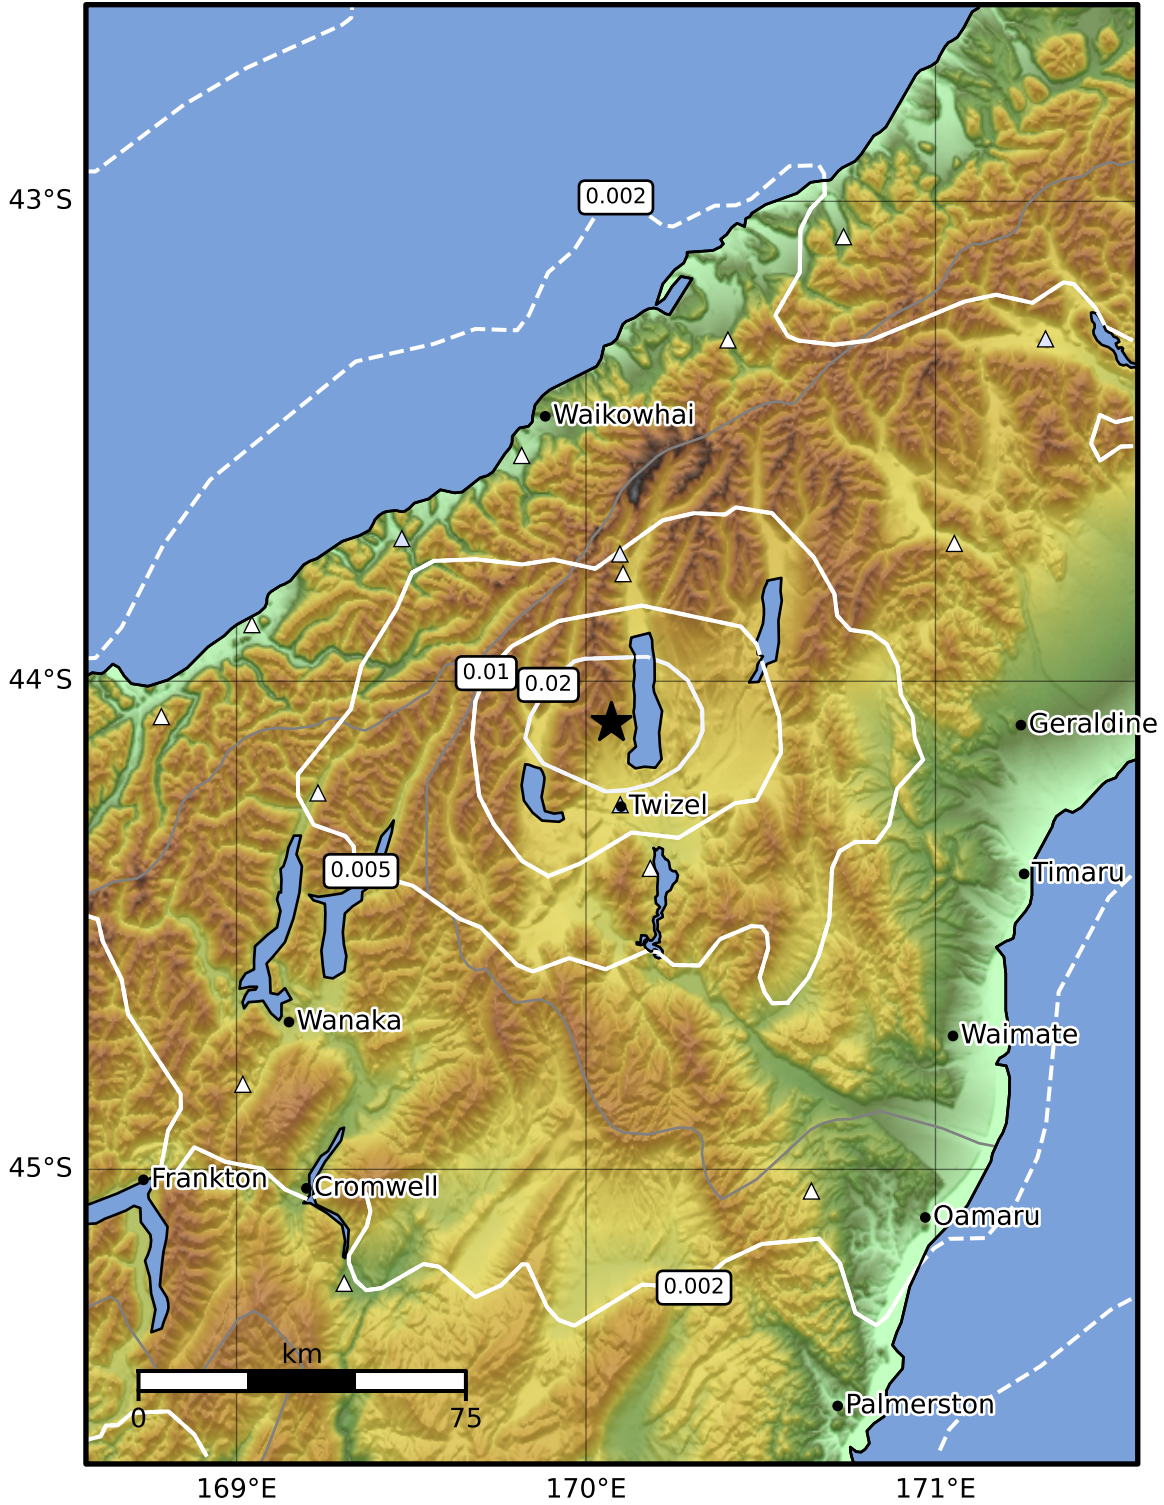 43°S
0.002
Waikowhai
44°S
0.01
0.02
Geraldine
Twizel
0.005
Timaru
Wanaka
Waimate
45°S
Frankton
Cromwell
Oamaru
0.002
km
0
75
Palmerston
169°E
170°E
171°E